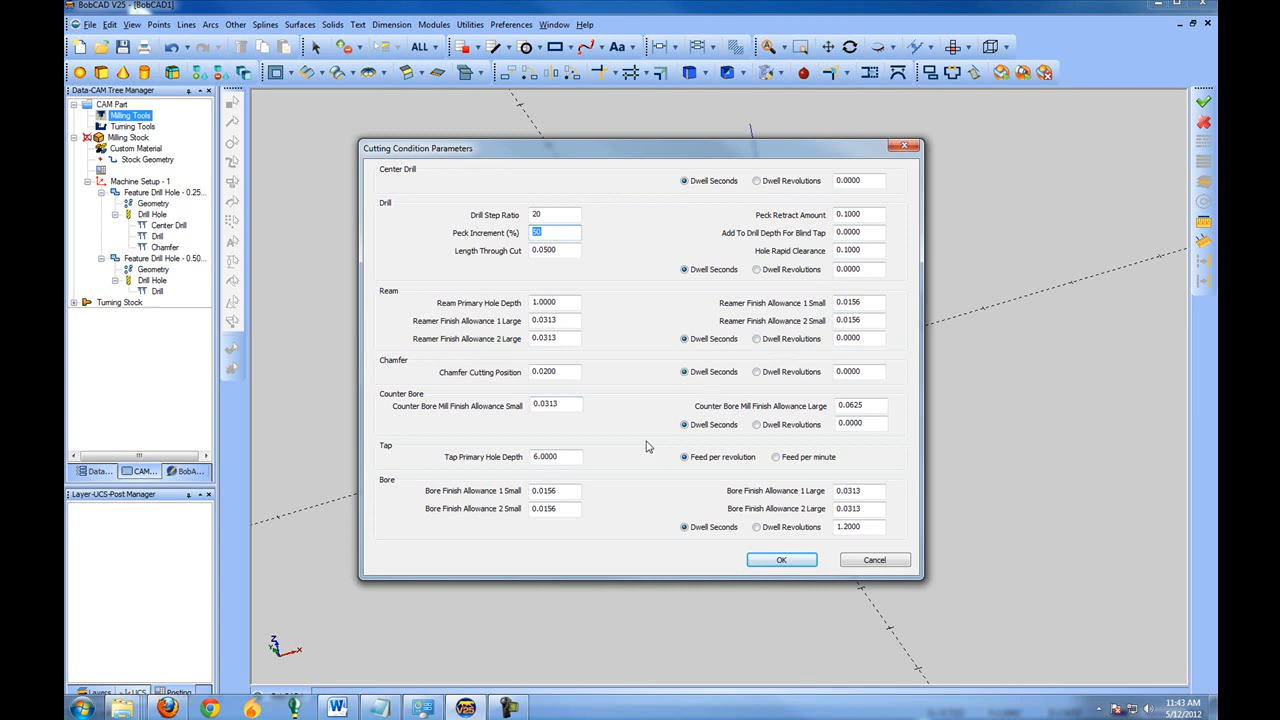 BobCAD V25 - [BobCAD1]
File Edit View Points Lines Arcs Other Splines Surfaces Solids Text Dimension Modules Utilities Preferences Window Help
ALL
Aa
Data-CAM Tree Manager
CAM Part
Milling Tools
Turning Tools
Milling Stock
Custom Material
Stock Geometry
Machine Setup - 1
Feature Drill Hole - 0.25...
Geometry
Drill Hole
Center Drill
Drill
Chamfer
Feature Drill Hole - 0.50...
Geometry
Drill Hole
Drill
Turning Stock
Data... CAM... BobA...
Layer-UCS-Post Manager
Layers UCS Posting
Cutting Condition Parameters
Center Drill
Dwell Seconds Dwell Revolutions 0.0000
Drill
Drill Step Ratio 20 Peck Retract Amount 0.1000
Peck Increment (%) 50 Add To Drill Depth For Blind Tap 0.0000
Length Through Cut 0.0500 Hole Rapid Clearance 0.1000
Dwell Seconds Dwell Revolutions 0.0000
Ream
Ream Primary Hole Depth 1.0000 Reamer Finish Allowance 1 Small 0.0156
Reamer Finish Allowance 1 Large 0.0313 Reamer Finish Allowance 2 Small 0.0156
Reamer Finish Allowance 2 Large 0.0313 Dwell Seconds Dwell Revolutions 0.0000
Chamfer
Chamfer Cutting Position 0.0200 Dwell Seconds Dwell Revolutions 0.0000
Counter Bore
Counter Bore Mill Finish Allowance Small 0.0313 Counter Bore Mill Finish Allowance Large 0.0625
Dwell Seconds Dwell Revolutions 0.0000
Tap
Tap Primary Hole Depth 6.0000 Feed per revolution Feed per minute
Bore
Bore Finish Allowance 1 Small 0.0156 Bore Finish Allowance 1 Large 0.0313
Bore Finish Allowance 2 Small 0.0156 Bore Finish Allowance 2 Large 0.0313
Dwell Seconds Dwell Revolutions 1.2000
OK Cancel
Z
Y X
11:43 AM
5/12/2012